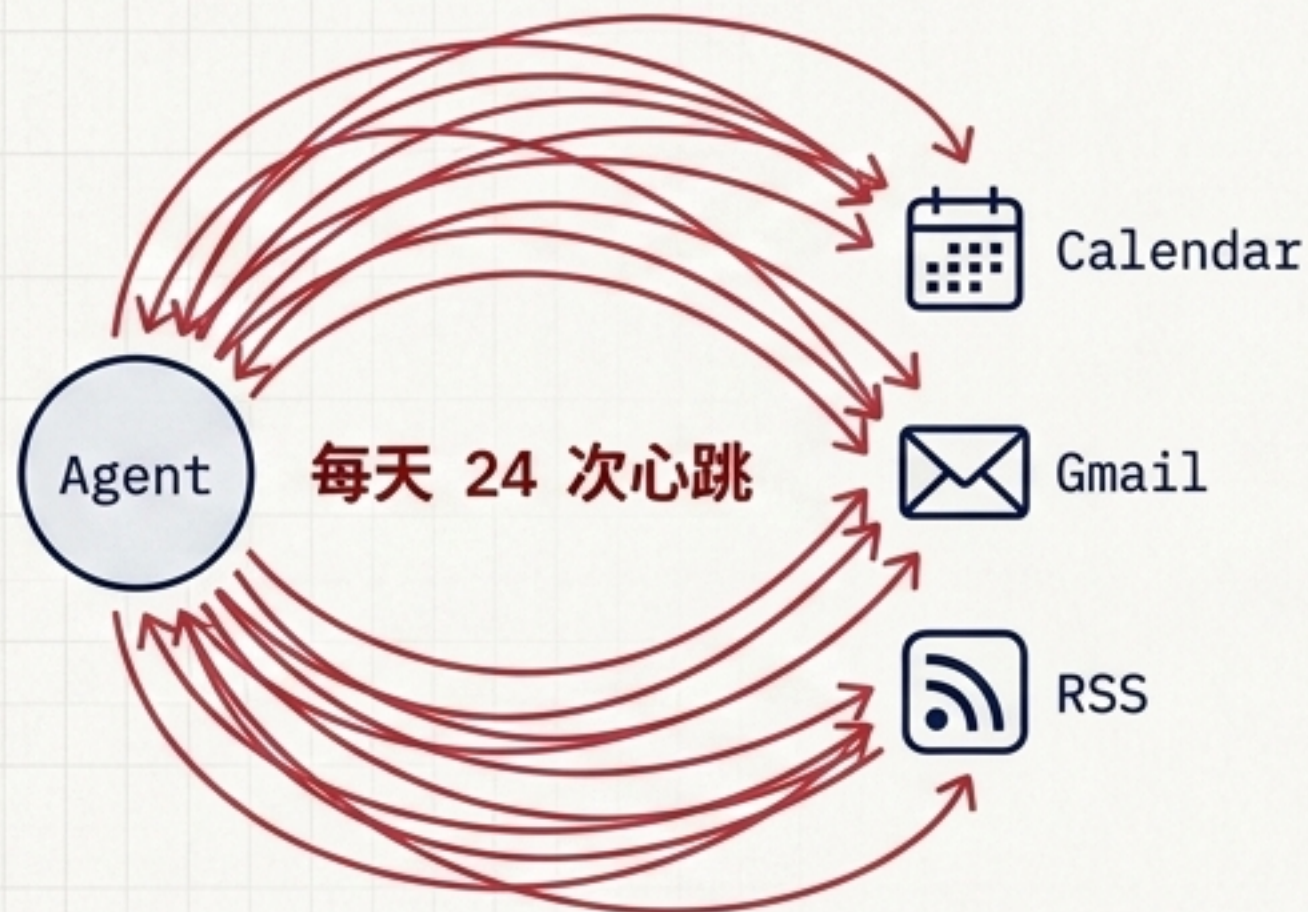 Calendar
Agent
每天 24 次心跳
Gmail
RSS